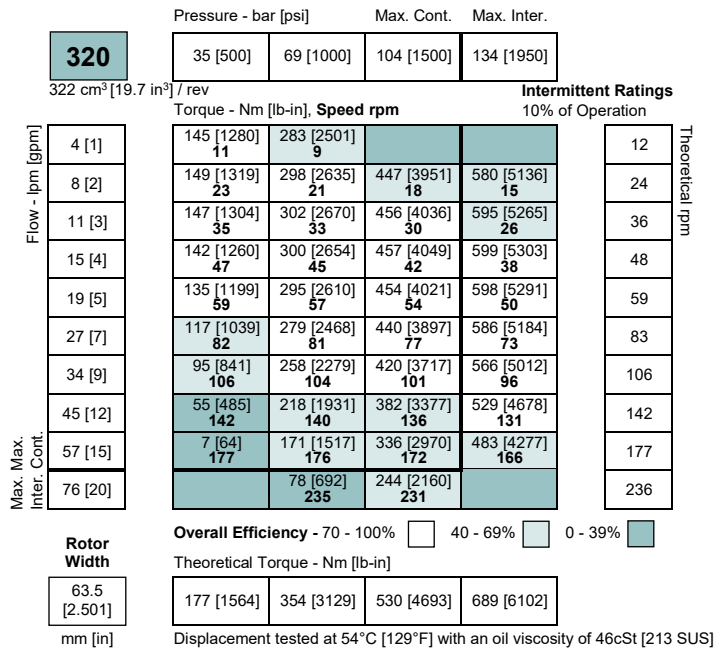 Pressure - bar [psi] Max. Cont. Max. Inter.
320 35 [500] 69 [1000] 104 [1500] 134 [1950]
322 cm³ [19.7 in³] / rev
Intermittent Ratings
Torque - Nm [lb-in], Speed rpm 10% of Operation
Flow - lpm [gpm]
Theoretical rpm
4 [1] 145 [1280] 283 [2501] 12
11 9
8 [2] 149 [1319] 298 [2635] 447 [3951] 580 [5136] 24
23 21 18 15
11 [3] 147 [1304] 302 [2670] 456 [4036] 595 [5265] 36
35 33 30 26
15 [4] 142 [1260] 300 [2654] 457 [4049] 599 [5303] 48
47 45 42 38
19 [5] 135 [1199] 295 [2610] 454 [4021] 598 [5291] 59
59 57 54 50
27 [7] 117 [1039] 279 [2468] 440 [3897] 586 [5184] 83
82 81 77 73
34 [9] 95 [841] 258 [2279] 420 [3717] 566 [5012] 106
106 104 101 96
45 [12] 55 [485] 218 [1931] 382 [3377] 529 [4678] 142
142 140 136 131
Max. Cont.
57 [15] 7 [64] 171 [1517] 336 [2970] 483 [4277] 177
177 176 172 166
Max. Inter.
76 [20] 78 [692] 244 [2160] 236
235 231
Overall Efficiency - 70 - 100% 40 - 69% 0 - 39%
Rotor
Width
Theoretical Torque - Nm [lb-in]
63.5
[2.501]
177 [1564] 354 [3129] 530 [4693] 689 [6102]
mm [in] Displacement tested at 54°C [129°F] with an oil viscosity of 46cSt [213 SUS]